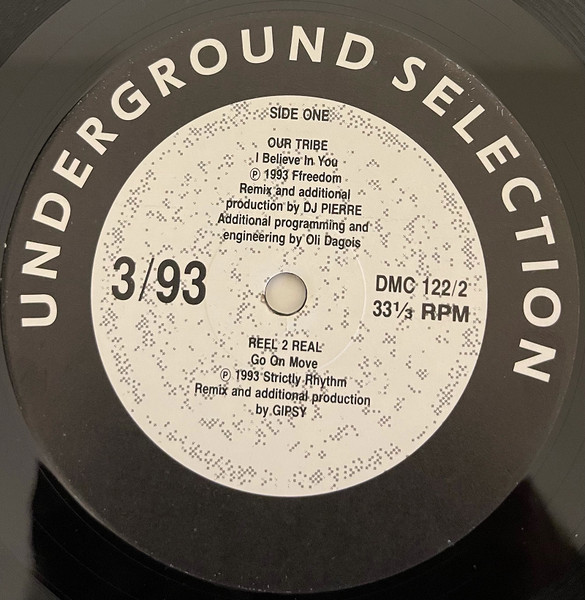 UNDERGROUND SELECTION
SIDE ONE
OUR TRIBE
I Believe In You
℗ 1993 Ffreedom
Remix and additional
production by DJ PIERRE
Additional programming and
engineering by Oli Dagois
3/93
DMC 122/2
33⅓ RPM
REEL 2 REAL
Go On Move
℗ 1993 Strictly Rhythm
Remix and additional production
by GIPSY